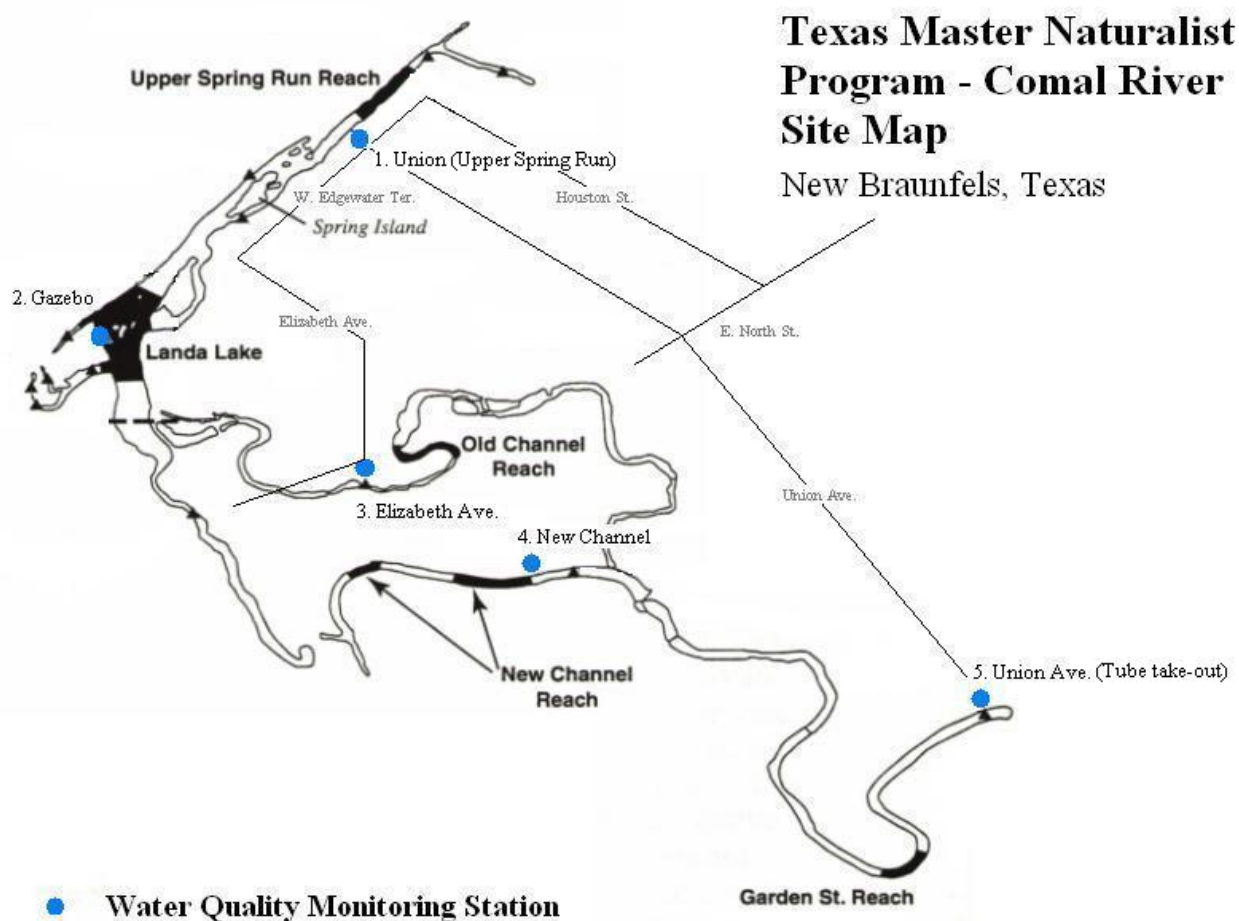 Texas Master Naturalist
Program - Comal River
Site Map
New Braunfels, Texas
Upper Spring Run Reach
1. Union (Upper Spring Run)
W. Edgewater Ter.
Houston St.
Spring Island
2. Gazebo
Elizabeth Ave.
E. North St.
Landa Lake
Old Channel
Reach
Union Ave.
3. Elizabeth Ave.
4. New Channel
New Channel
Reach
5. Union Ave. (Tube take-out)
Garden St. Reach
Water Quality Monitoring Station